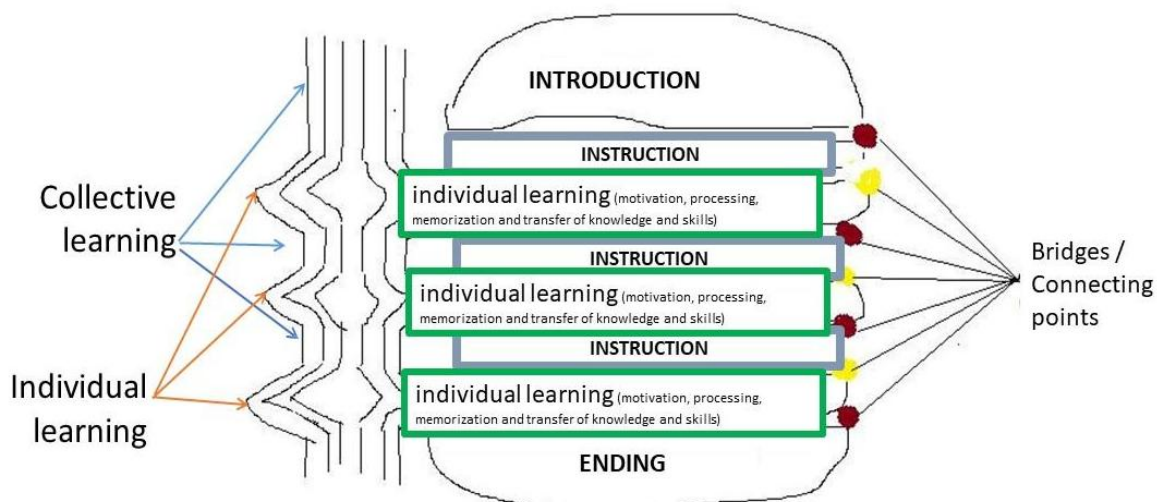 INTRODUCTION
INSTRUCTION
individual learning (motivation, processing,
memorization and transfer of knowledge and skills)
INSTRUCTION
individual learning (motivation, processing,
memorization and transfer of knowledge and skills)
INSTRUCTION
individual learning (motivation, processing,
memorization and transfer of knowledge and skills)
ENDING
Collective
learning
Individual
learning
Bridges /
Connecting
points